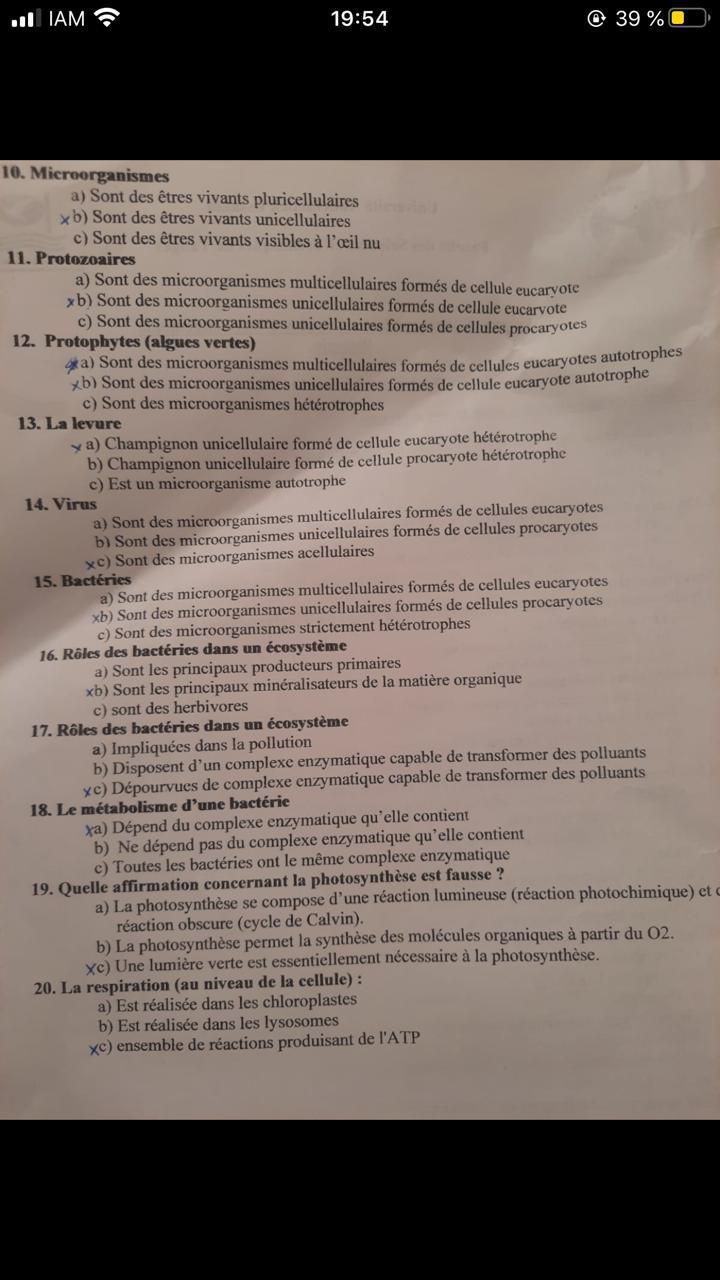 IAM 19:54 39 %
10. Microorganismes
a) Sont des êtres vivants pluricellulaires
xb) Sont des êtres vivants unicellulaires
c) Sont des êtres vivants visibles à l'œil nu
11. Protozoaires
a) Sont des microorganismes multicellulaires formés de cellule eucaryote
xb) Sont des microorganismes unicellulaires formés de cellule eucaryote
c) Sont des microorganismes unicellulaires formés de cellules procaryotes
12. Protophytes (algues vertes)
a) Sont des microorganismes multicellulaires formés de cellules eucaryotes autotrophes
xb) Sont des microorganismes unicellulaires formés de cellule eucaryote autotrophe
c) Sont des microorganismes hétérotrophes
13. La levure
x a) Champignon unicellulaire formé de cellule eucaryote hétérotrophe
b) Champignon unicellulaire formé de cellule procaryote hétérotrophe
c) Est un microorganisme autotrophe
14. Virus
a) Sont des microorganismes multicellulaires formés de cellules eucaryotes
b) Sont des microorganismes unicellulaires formés de cellules procaryotes
xc) Sont des microorganismes acellulaires
15. Bactéries
a) Sont des microorganismes multicellulaires formés de cellules eucaryotes
xb) Sont des microorganismes unicellulaires formés de cellules procaryotes
c) Sont des microorganismes strictement hétérotrophes
16. Rôles des bactéries dans un écosystème
a) Sont les principaux producteurs primaires
xb) Sont les principaux minéralisateurs de la matière organique
c) sont des herbivores
17. Rôles des bactéries dans un écosystème
a) Impliquées dans la pollution
b) Disposent d'un complexe enzymatique capable de transformer des polluants
xc) Dépourvues de complexe enzymatique capable de transformer des polluants
18. Le métabolisme d'une bactérie
xa) Dépend du complexe enzymatique qu'elle contient
b) Ne dépend pas du complexe enzymatique qu'elle contient
c) Toutes les bactéries ont le même complexe enzymatique
19. Quelle affirmation concernant la photosynthèse est fausse ?
a) La photosynthèse se compose d'une réaction lumineuse (réaction photochimique) et
réaction obscure (cycle de Calvin).
b) La photosynthèse permet la synthèse des molécules organiques à partir du O2.
xc) Une lumière verte est essentiellement nécessaire à la photosynthèse.
20. La respiration (au niveau de la cellule) :
a) Est réalisée dans les chloroplastes
b) Est réalisée dans les lysosomes
xc) ensemble de réactions produisant de l'ATP